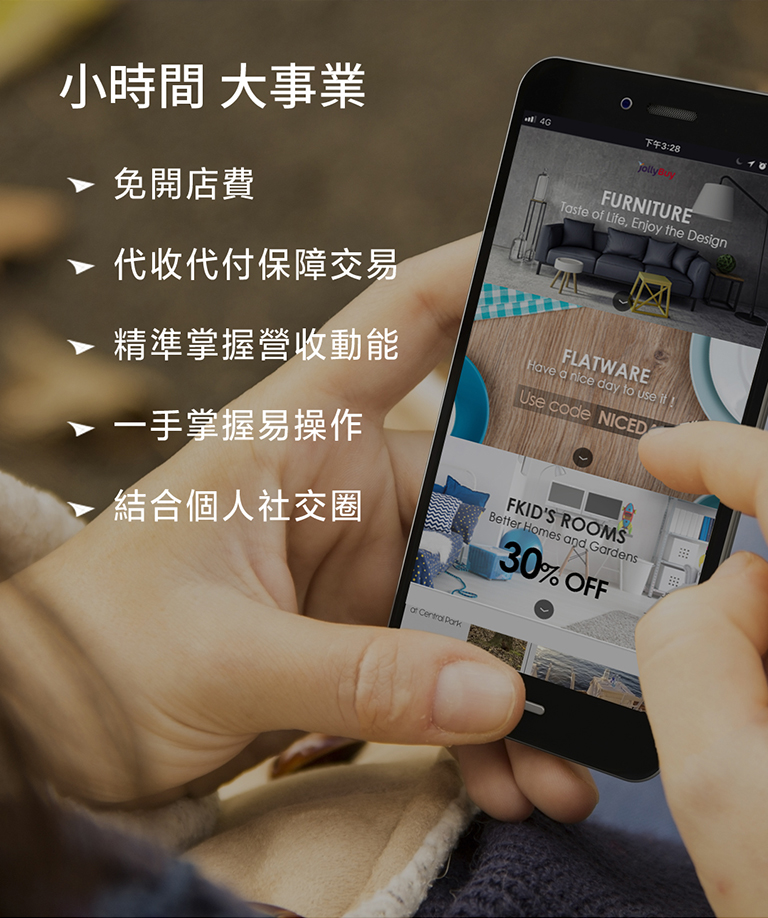 小時間 大事業
免開店費
代收代付保障交易
精準掌握營收動能
一手掌握易操作
結合個人社交圈
4G
下午3:28
jollyBuy
FURNITURE
Taste of Life, Enjoy the Design
FLATWARE
Have a nice day to use it !
Use code
FKID'S ROOMS
Better Homes and Gardens
30% OFF
at Central Park